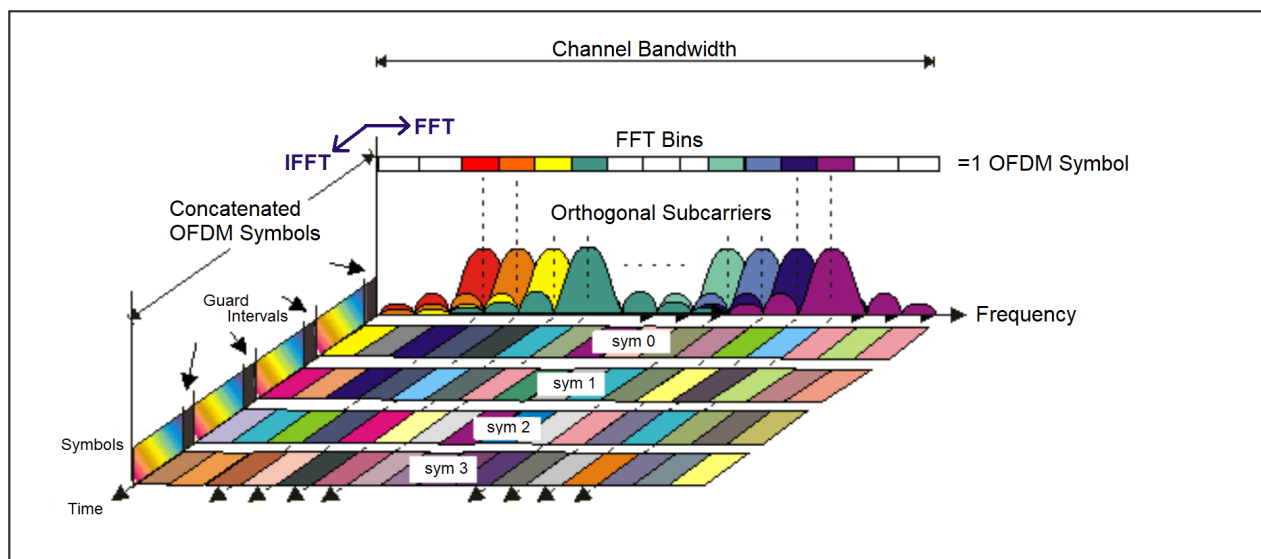 Channel Bandwidth
FFT
IFFT
FFT Bins
=1 OFDM Symbol
Concatenated
OFDM Symbols
Orthogonal Subcarriers
Guard
Intervals
Frequency
sym 0
sym 1
sym 2
sym 3
Symbols
Time